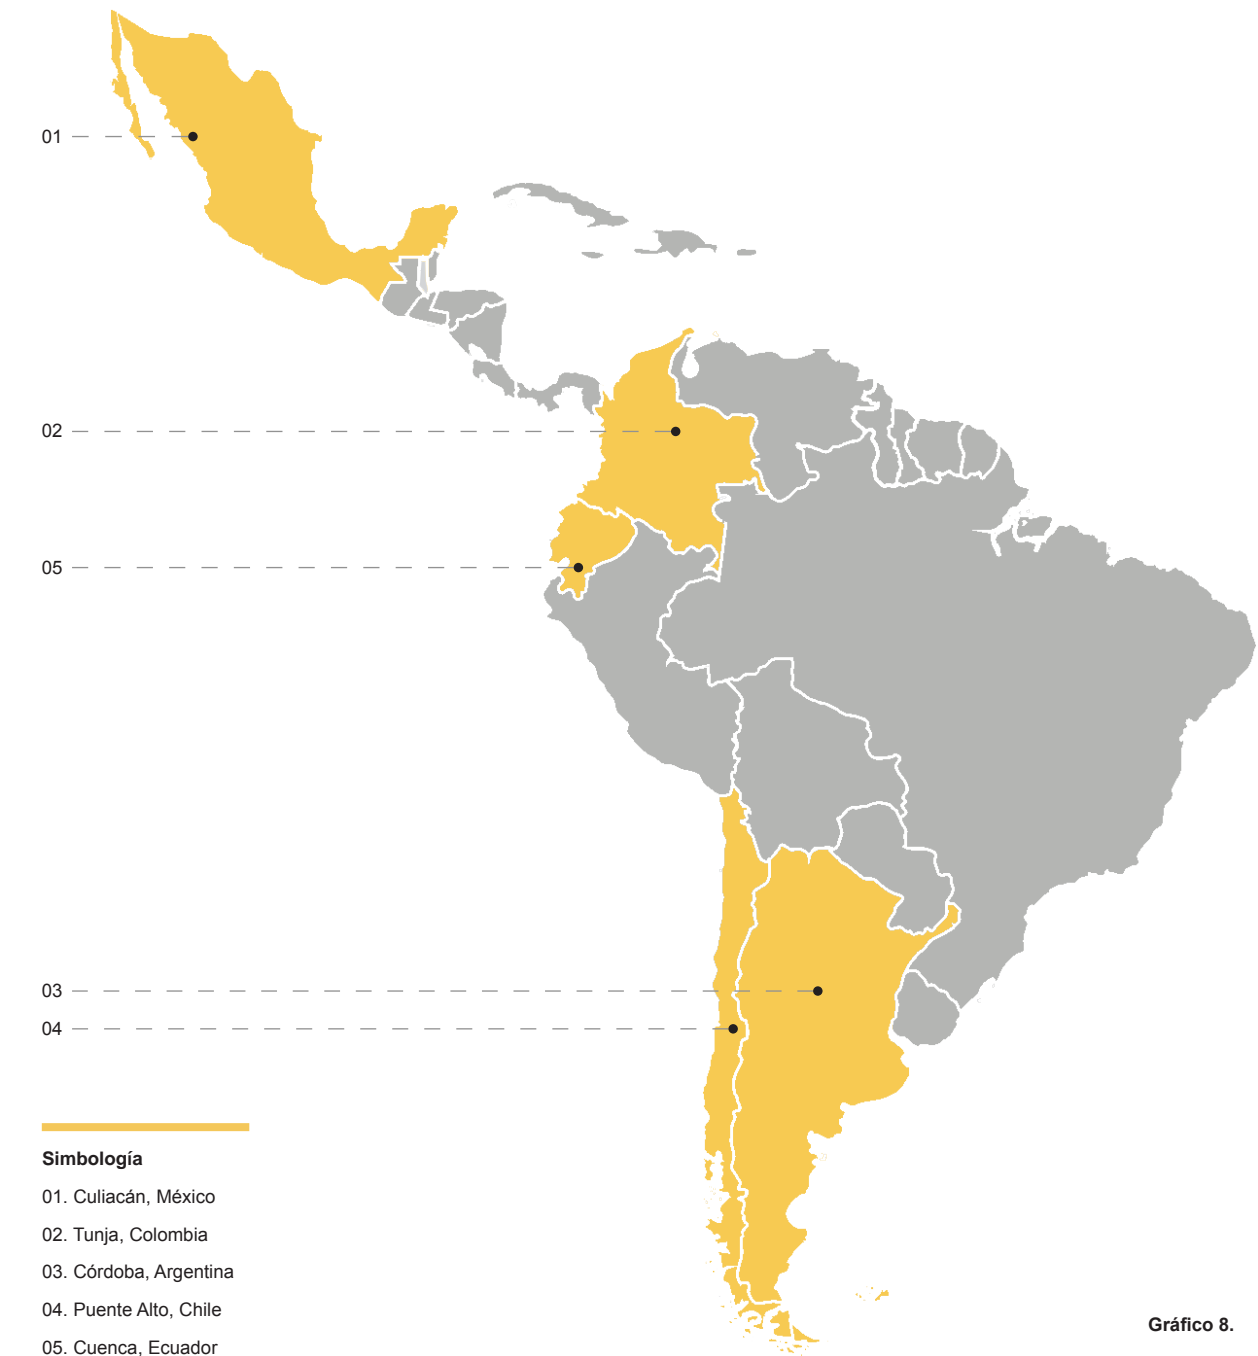 01
02
05
03
04
Simbología
01. Culiacán, México
02. Tunja, Colombia
03. Córdoba, Argentina
04. Puente Alto, Chile
05. Cuenca, Ecuador
Gráfico 8.